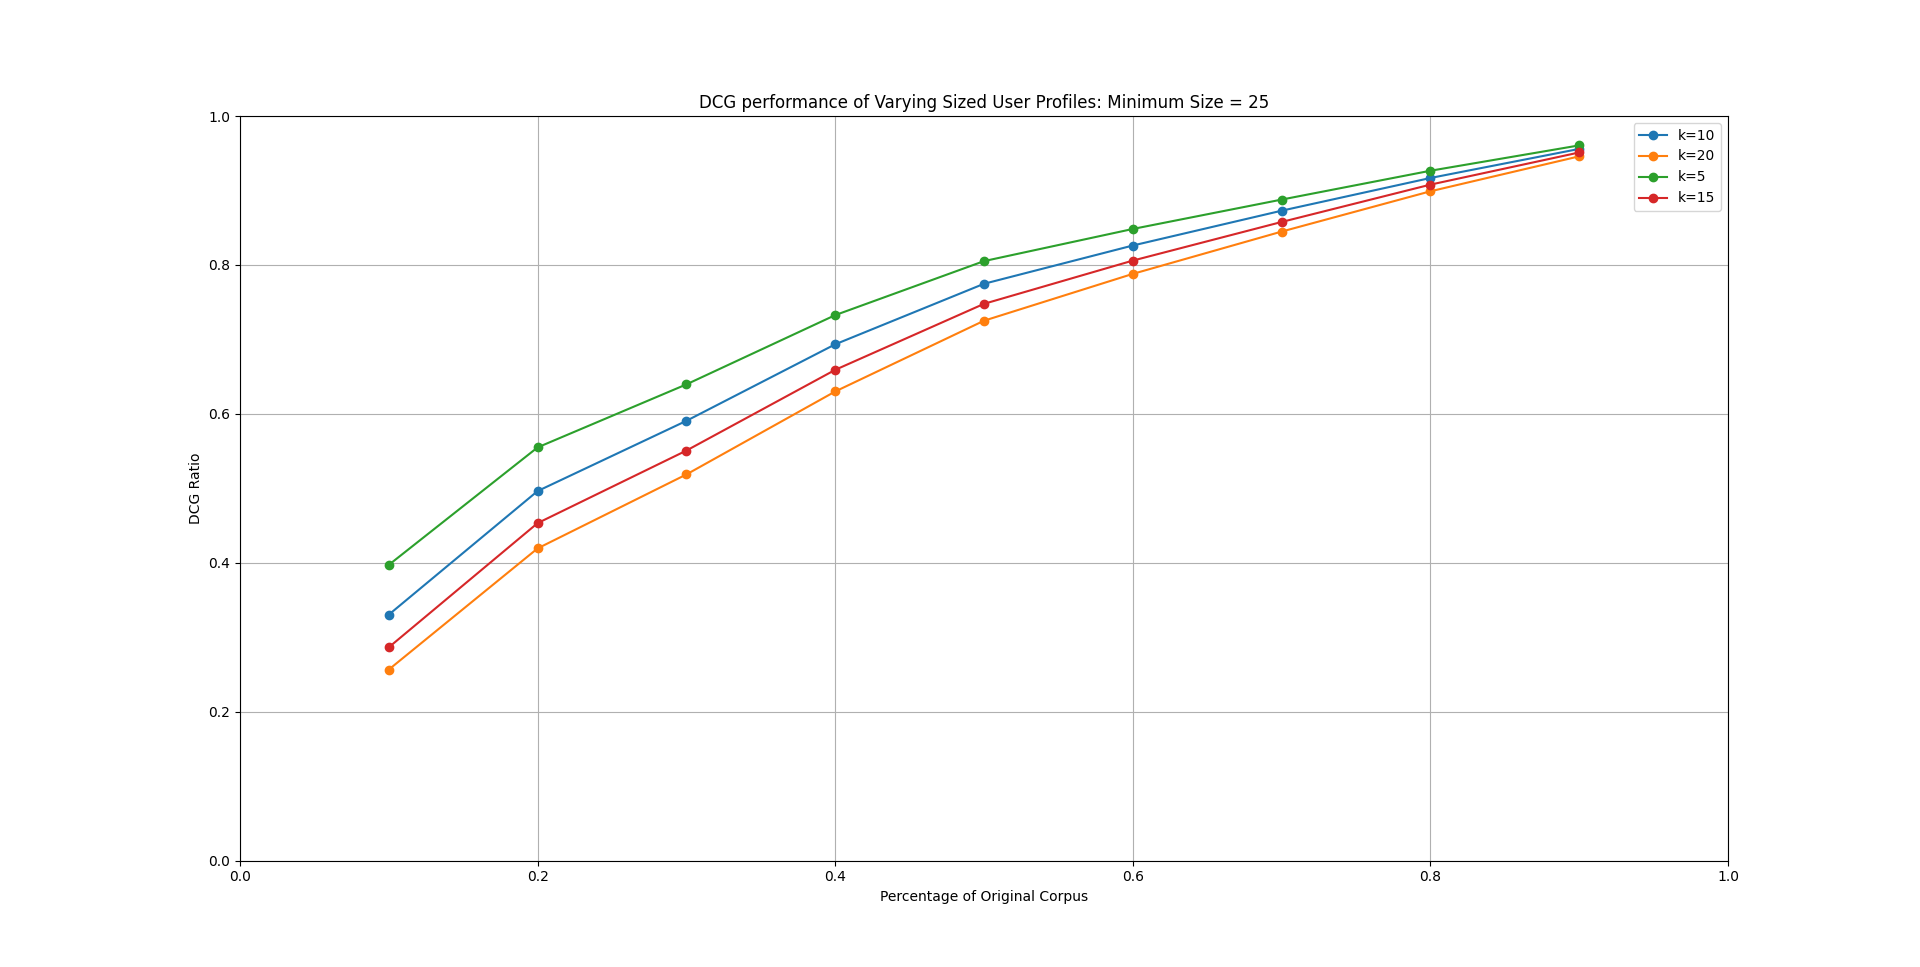 DCG performance of Varying Sized User Profiles: Minimum Size = 25
1.0
0.8
0.6
0.4
0.2
0.0
DCG Ratio
k=10
k=20
k=5
k=15
0.0 0.2 0.4 0.6 0.8 1.0
Percentage of Original Corpus